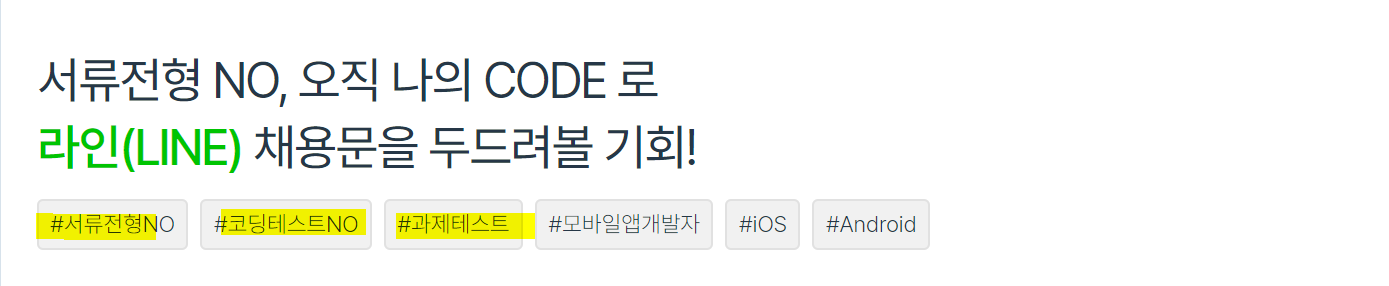 서류전형 NO, 오직 나의 CODE 로
라인(LINE) 채용문을 두드려볼 기회!
#서류전형NO #코딩테스트NO #과제테스트 #모바일앱개발자 #iOS #Android